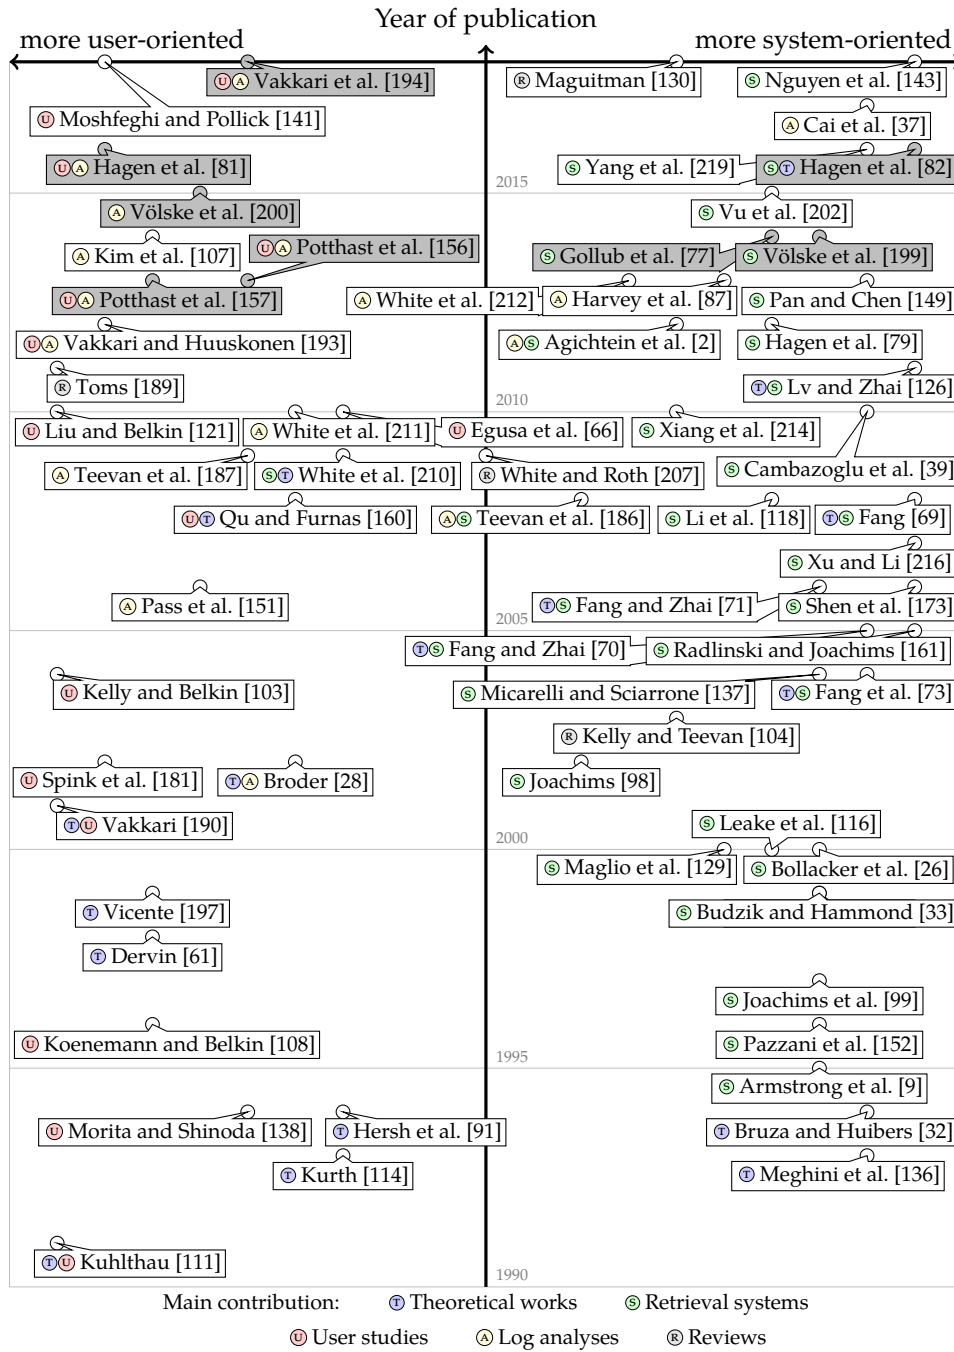 Year of publication
more user-oriented
more system-oriented
U A Vakkari et al. [194]
R Maguitman [130]
S Nguyen et al. [143]
U Moshfeghi and Pollick [141]
A Cai et al. [37]
U A Hagen et al. [81]
S Yang et al. [219]
S T Hagen et al. [82]
2015
A Völske et al. [200]
S Vu et al. [202]
A Kim et al. [107]
U A Potthast et al. [156]
S Gollub et al. [77]
S Völske et al. [199]
U A Potthast et al. [157]
A White et al. [212]
A Harvey et al. [87]
S Pan and Chen [149]
U A Vakkari and Huuskonen [193]
A S Agichtein et al. [2]
S Hagen et al. [79]
R Toms [189]
T S Lv and Zhai [126]
2010
U Liu and Belkin [121]
A White et al. [211]
U Egusa et al. [66]
S Xiang et al. [214]
A Teevan et al. [187]
S T White et al. [210]
R White and Roth [207]
S Cambazoglu et al. [39]
U T Qu and Furnas [160]
A S Teevan et al. [186]
S Li et al. [118]
T S Fang [69]
S Xu and Li [216]
A Pass et al. [151]
T S Fang and Zhai [71]
S Shen et al. [173]
2005
T S Fang and Zhai [70]
S Radlinski and Joachims [161]
U Kelly and Belkin [103]
S Micarelli and Sciarrone [137]
T S Fang et al. [73]
R Kelly and Teevan [104]
U Spink et al. [181]
T A Broder [28]
S Joachims [98]
T U Vakkari [190]
S Leake et al. [116]
2000
S Maglio et al. [129]
S Bollacker et al. [26]
T Vicente [197]
S Budzik and Hammond [33]
T Dervin [61]
S Joachims et al. [99]
U Koenemann and Belkin [108]
S Pazzani et al. [152]
1995
S Armstrong et al. [9]
U Morita and Shinoda [138]
T Hersh et al. [91]
T Bruza and Huibers [32]
T Kurth [114]
T Meghini et al. [136]
T U Kuhlthau [111]
1990
Main contribution: T Theoretical works S Retrieval systems
U User studies A Log analyses R Reviews